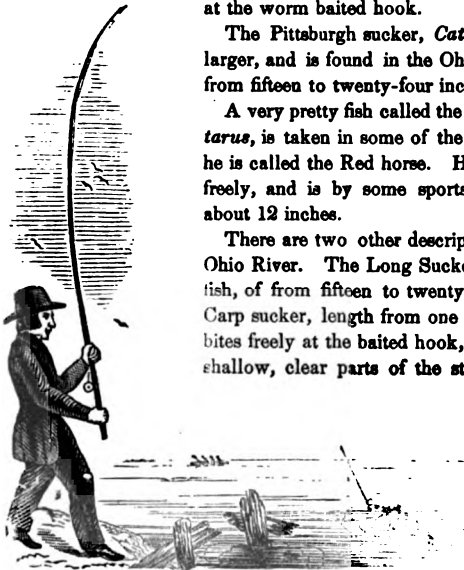 at the worm baited hook.
The Pittsburgh sucker, Cat
larger, and is found in the Oh
from fifteen to twenty-four inc
A very pretty fish called the
tarus, is taken in some of the
he is called the Red horse. H
freely, and is by some sports
about 12 inches.
There are two other descrip
Ohio River. The Long Sucke
fish, of from fifteen to twenty
Carp sucker, length from one
bites freely at the baited hook,
shallow, clear parts of the st